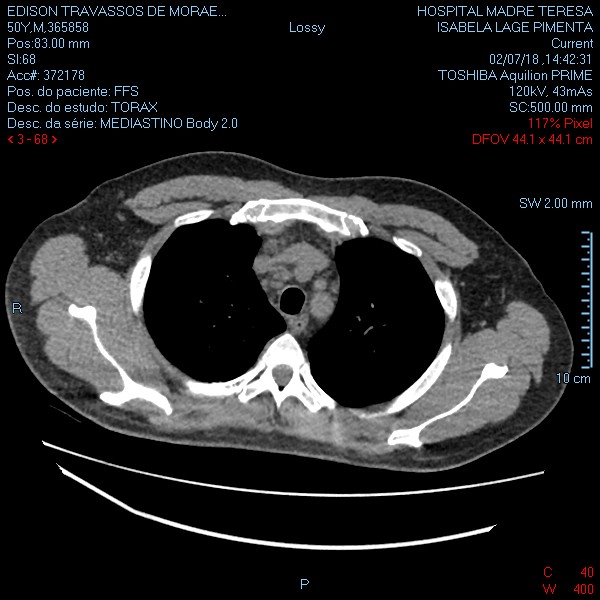 EDISON TRAVASSOS DE MORAE...
50Y,M,365858
Pos:83.00 mm
SI:68
Acc#: 372178
Pos. do paciente: FFS
Desc. do estudo: TORAX
Desc. da série: MEDIASTINO Body 2.0
< 3 - 68 >
Lossy
HOSPITAL MADRE TERESA
ISABELA LAGE PIMENTA
Current
02/07/18 ,14:42:31
TOSHIBA Aquilion PRIME
120kV, 43mAs
SC:500.00 mm
117% Pixel
DFOV 44.1 x 44.1 cm
SW 2.00 mm
R
10 cm
P
C 40
W 400